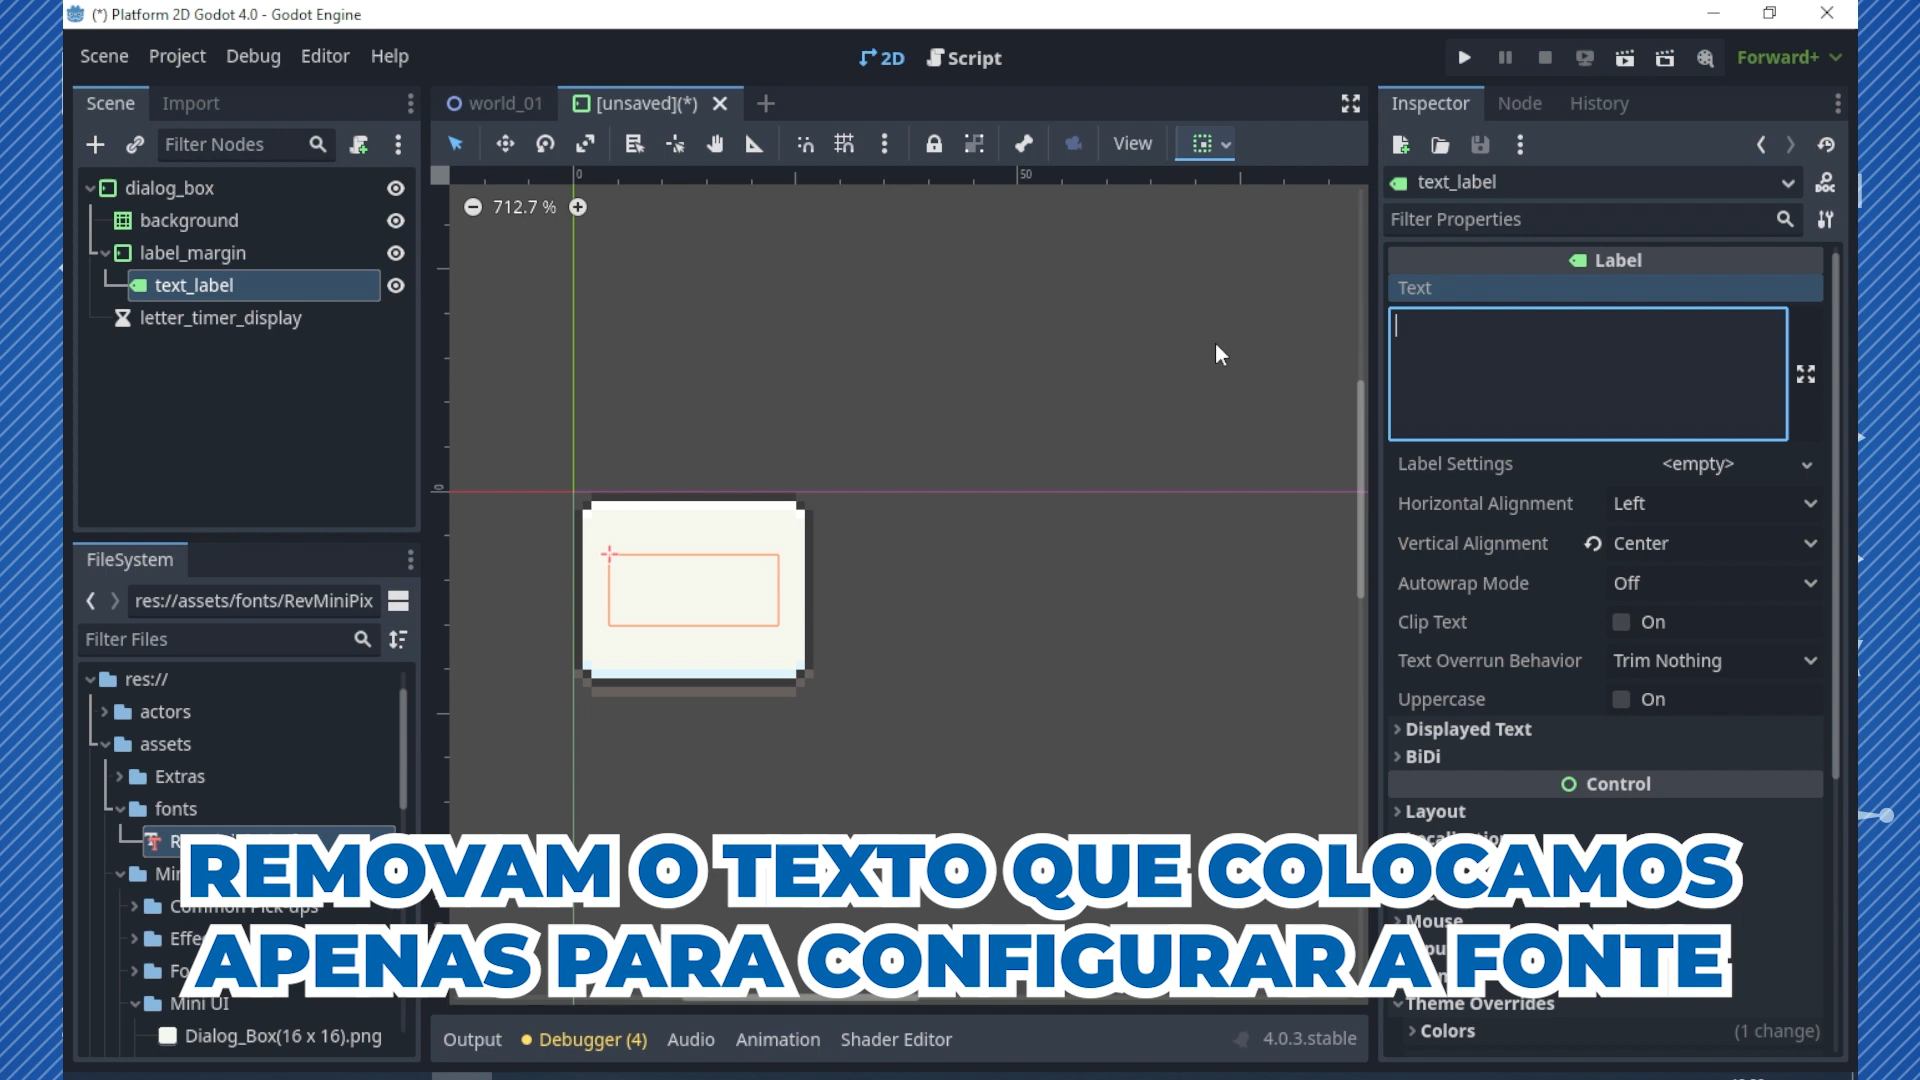 (*) Platform 2D Godot 4.0 - Godot Engine
Scene Project Debug Editor Help
2D Script
Forward+
Scene Import
Filter Nodes
dialog_box
background
label_margin
text_label
letter_timer_display
FileSystem
res://assets/fonts/RevMiniPix
Filter Files
res://
actors
assets
Extras
fonts
Mini UI
Dialog_Box(16 x 16).png
world_01 [unsaved](*)
View
0 50
712.7 %
0
Inspector Node History
text_label
DOC
Filter Properties
Label
Text
Label Settings <empty>
Horizontal Alignment Left
Vertical Alignment Center
Autowrap Mode Off
Clip Text On
Text Overrun Behavior Trim Nothing
Uppercase On
Displayed Text
BiDi
Control
Layout
Mouse
Theme Overrides
Colors (1 change)
REMOVAM O TEXTO QUE COLOCAMOS
APENAS PARA CONFIGURAR A FONTE
Output Debugger (4) Audio Animation Shader Editor 4.0.3.stable